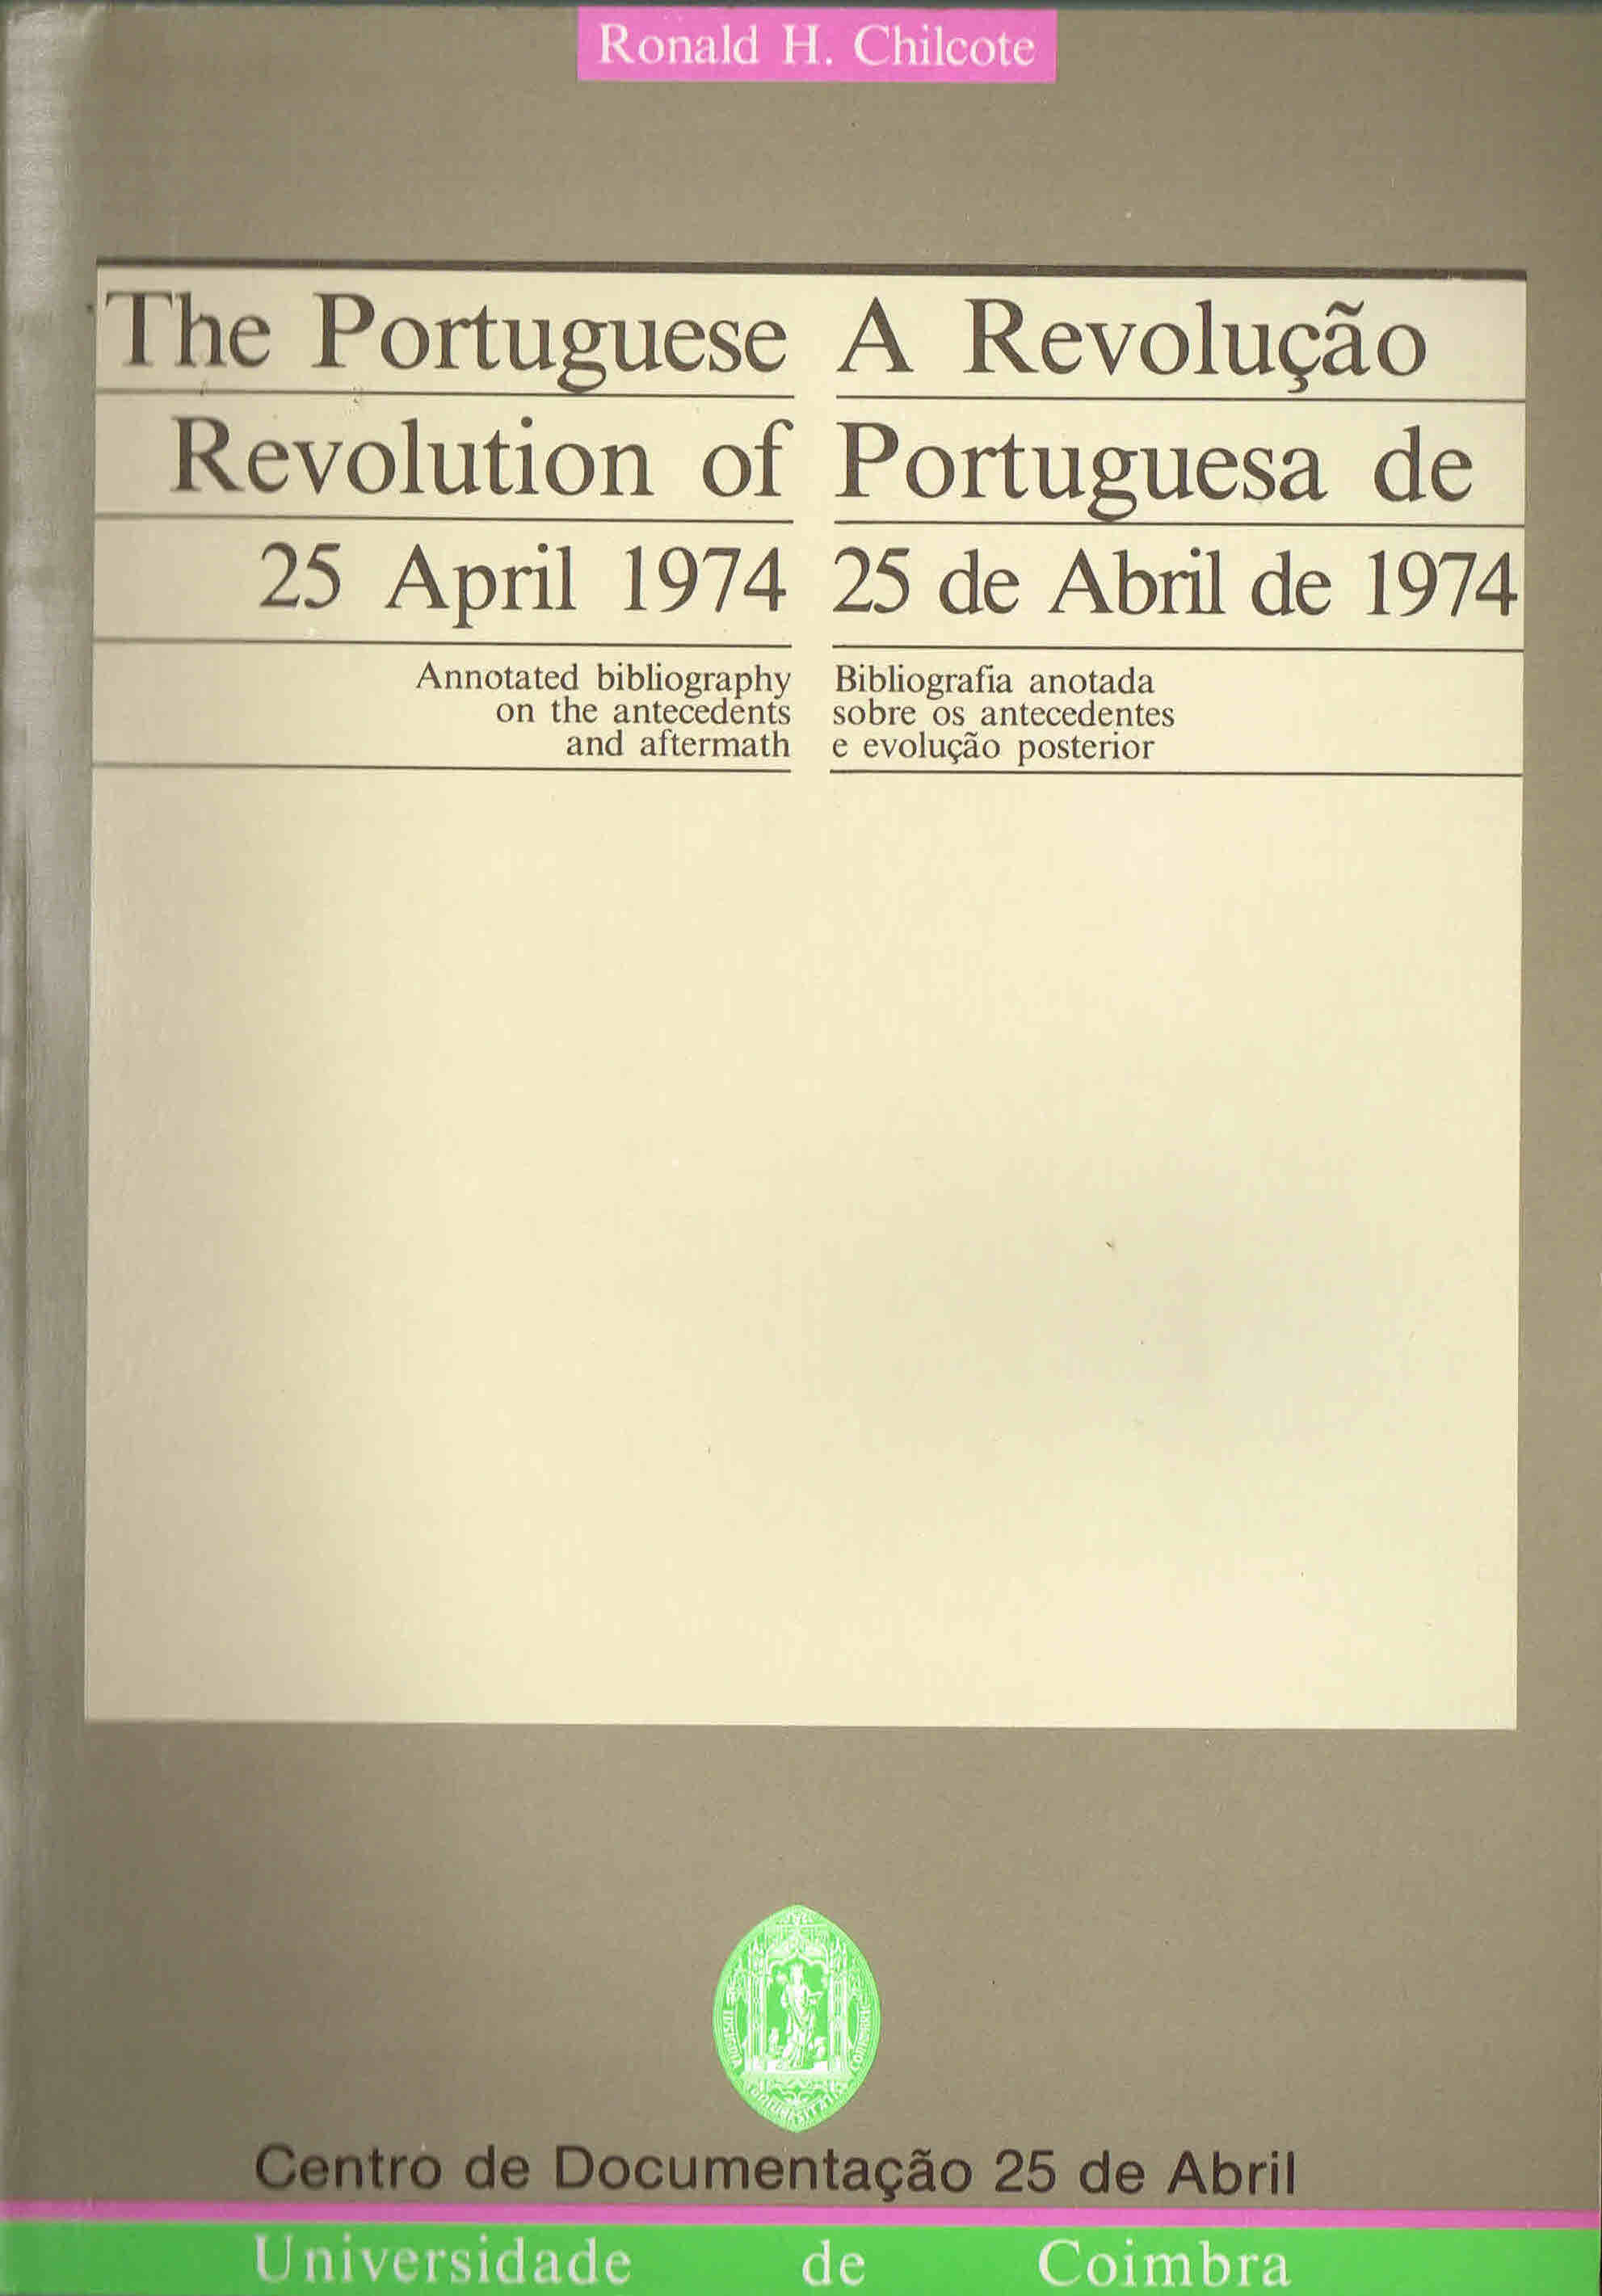 Ronald H. Chilcote
The Portuguese
Revolution of
25 April 1974
Annotated bibliography
on the antecedents
and aftermath
A Revolução
Portuguesa de
25 de Abril de 1974
Bibliografia anotada
sobre os antecedentes
e evolução posterior
Centro de Documentação 25 de Abril
Universidade de Coimbra